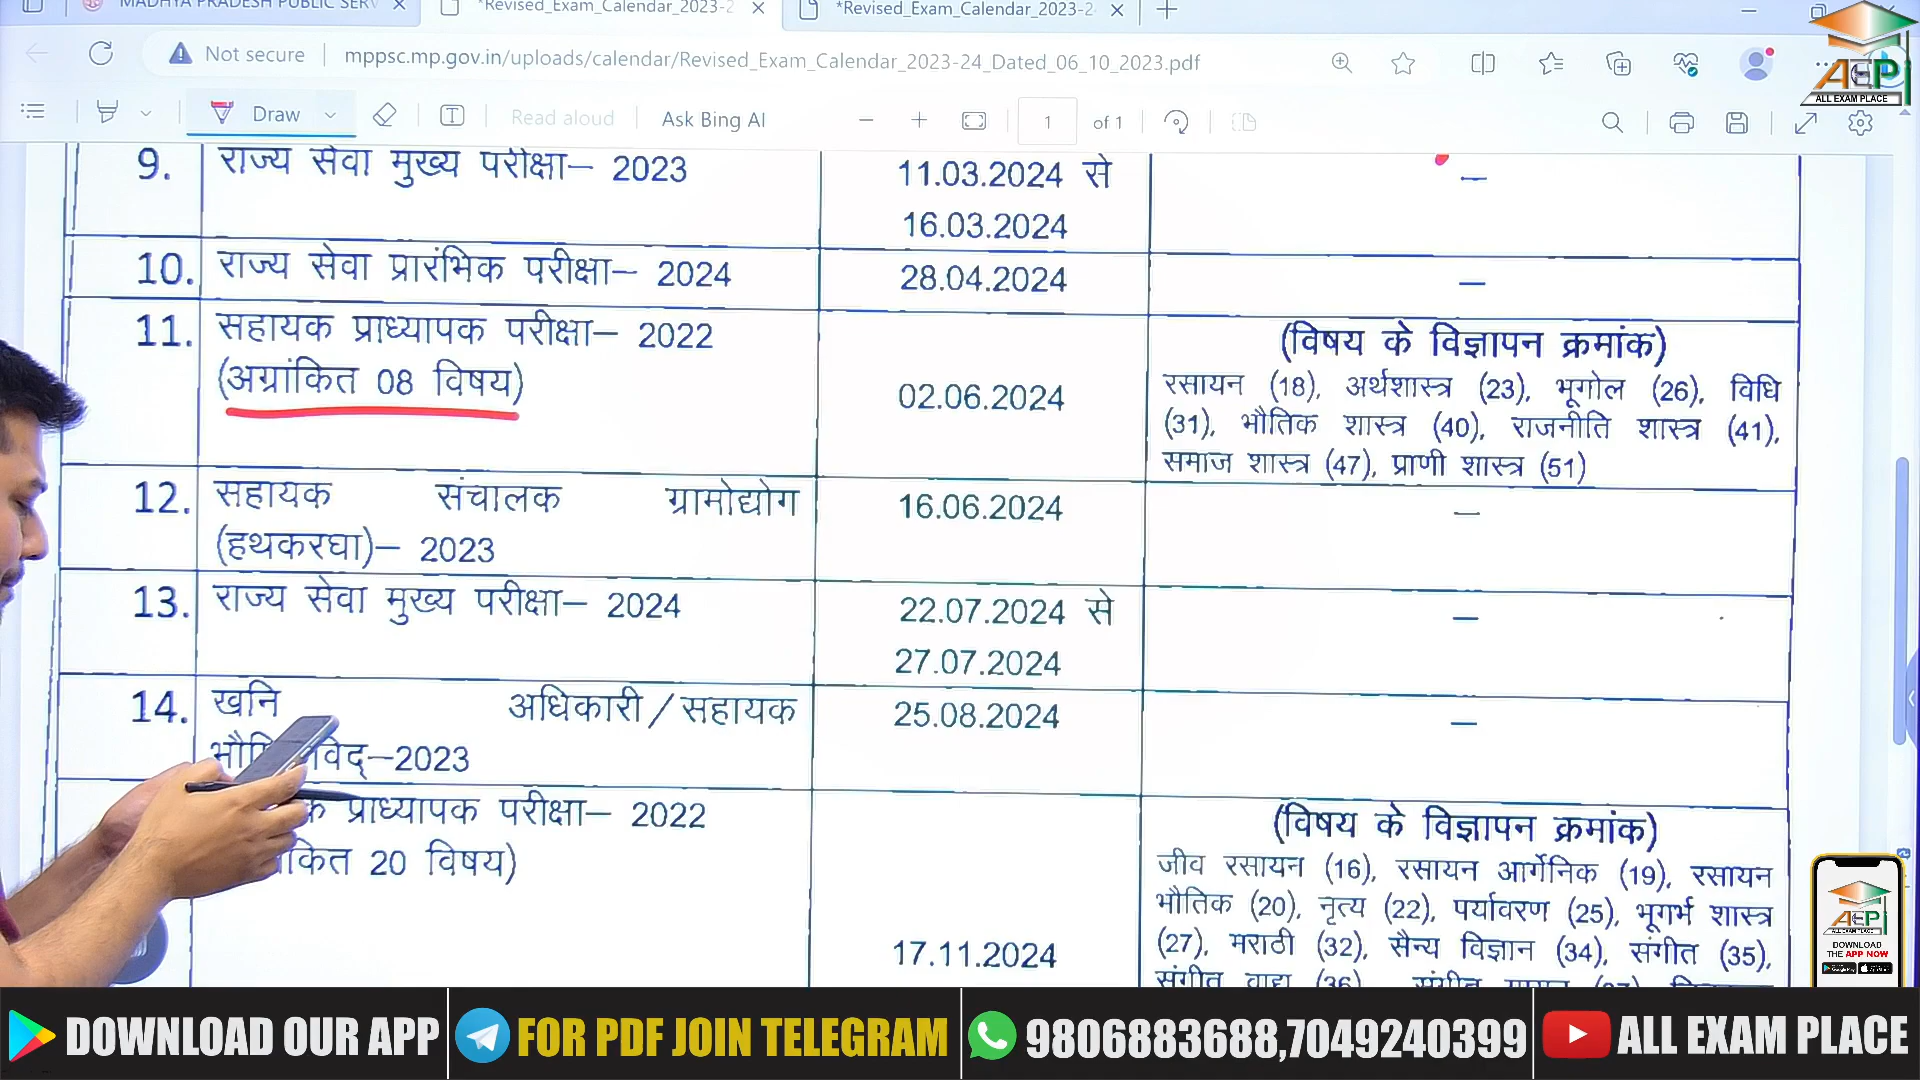 MADHYA PRADESH PUBLIC SERV
*Revised_Exam_Calendar_2023-2
*Revised_Exam_Calendar_2023-2
Not secure
mppsc.mp.gov.in/uploads/calendar/Revised_Exam_Calendar_2023-24_Dated_06_10_2023.pdf
Draw
Read aloud
Ask Bing AI
1
of 1
AEP
ALL EXAM PLACE
9.
राज्य सेवा मुख्य परीक्षा– 2023
11.03.2024 से
16.03.2024
–
10.
राज्य सेवा प्रारंभिक परीक्षा– 2024
28.04.2024
–
11.
सहायक प्राध्यापक परीक्षा– 2022
(अग्रांकित 08 विषय)
02.06.2024
(विषय के विज्ञापन क्रमांक)
रसायन (18), अर्थशास्त्र (23), भूगोल (26), विधि
(31), भौतिक शास्त्र (40), राजनीति शास्त्र (41),
समाज शास्त्र (47), प्राणी शास्त्र (51)
12.
सहायक संचालक ग्रामोद्योग
(हथकरघा)– 2023
16.06.2024
–
13.
राज्य सेवा मुख्य परीक्षा– 2024
22.07.2024 से
27.07.2024
–
14.
खनि अधिकारी/सहायक
–2023
25.08.2024
–
प्राध्यापक परीक्षा– 2022
20 विषय)
17.11.2024
(विषय के विज्ञापन क्रमांक)
जीव रसायन (16), रसायन आर्गेनिक (19), रसायन
भौतिक (20), नृत्य (22), पर्यावरण (25), भूगर्भ शास्त्र
(27), मराठी (32), सैन्य विज्ञान (34), संगीत (35),
संगीत वाद्य (36),
AEP
DOWNLOAD
THE APP NOW
DOWNLOAD OUR APP
FOR PDF JOIN TELEGRAM
9806883688,7049240399
ALL EXAM PLACE